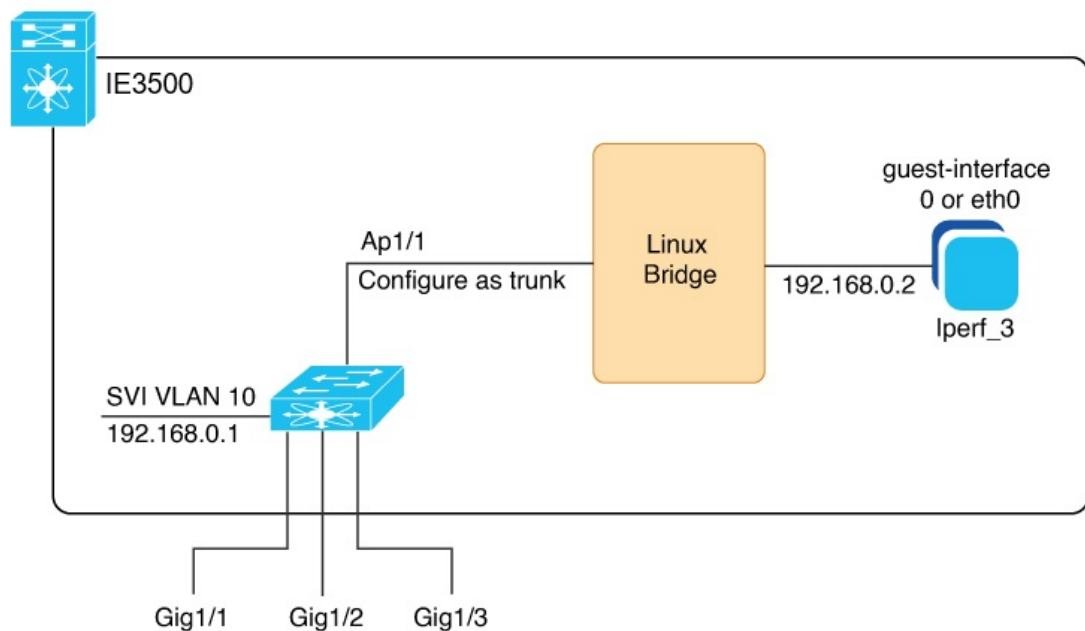 IE3500
guest-interface
0 or eth0
Ap1/1
Configure as trunk
Linux
Bridge
192.168.0.2
Iperf_3
SVI VLAN 10
192.168.0.1
Gig1/1
Gig1/2
Gig1/3